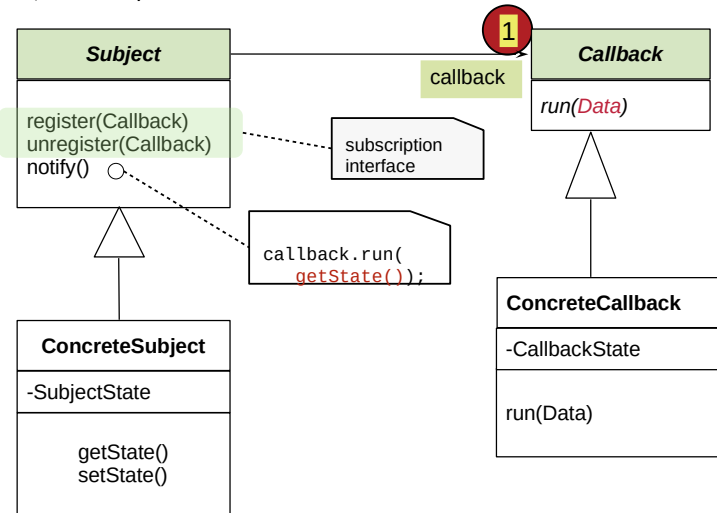 Subject
1
Callback
callback
run(Data)
register(Callback)
unregister(Callback)
notify()
subscription
interface
callback.run(
getState());
ConcreteCallback
-CallbackState
run(Data)
ConcreteSubject
-SubjectState
getState()
setState()